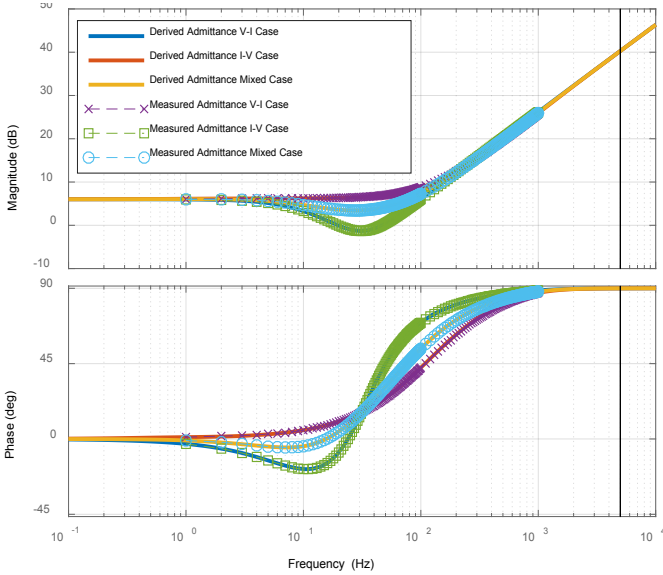 50
40
30
20
10
0
-10
Magnitude (dB)
Derived Admittance V-I Case
Derived Admittance I-V Case
Derived Admittance Mixed Case
Measured Admittance V-I Case
Measured Admittance I-V Case
Measured Admittance Mixed Case
90
45
0
-45
Phase (deg)
10 -1
10 0
10 1
10 2
10 3
10 4
Frequency (Hz)